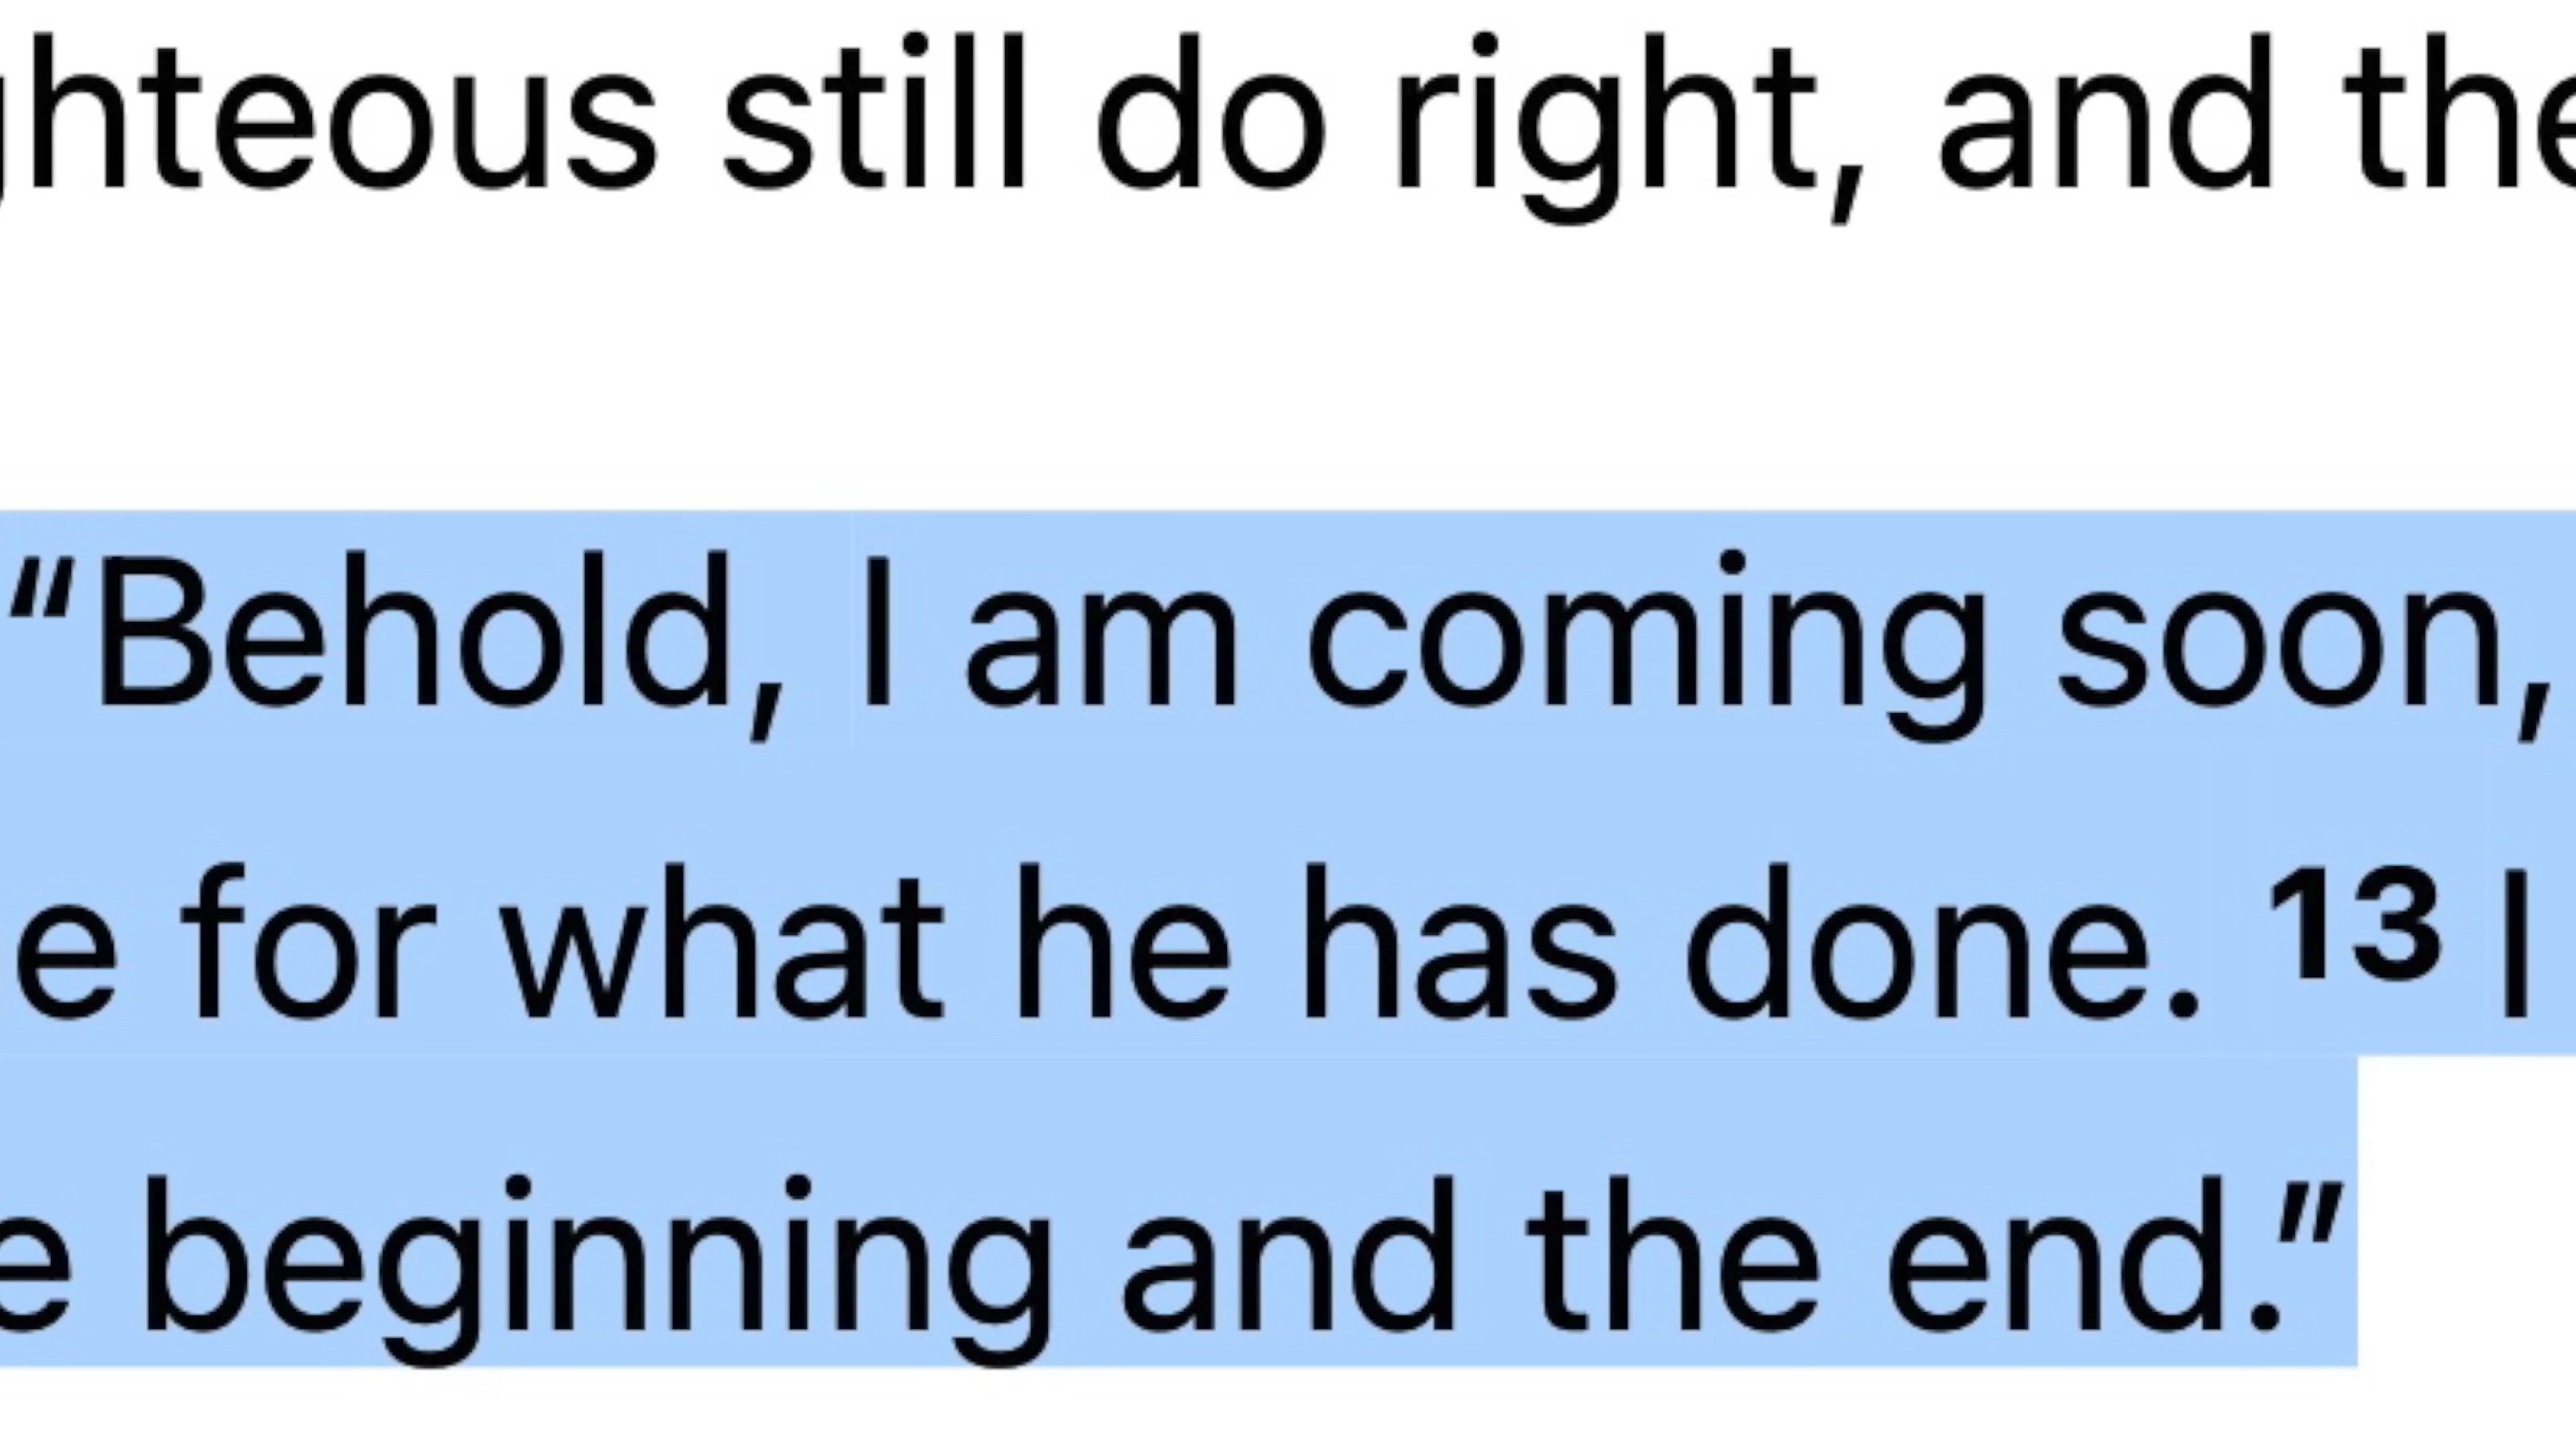 ghteous still do right, and the
“Behold, I am coming soon,
e for what he has done. 13 I
e beginning and the end.”